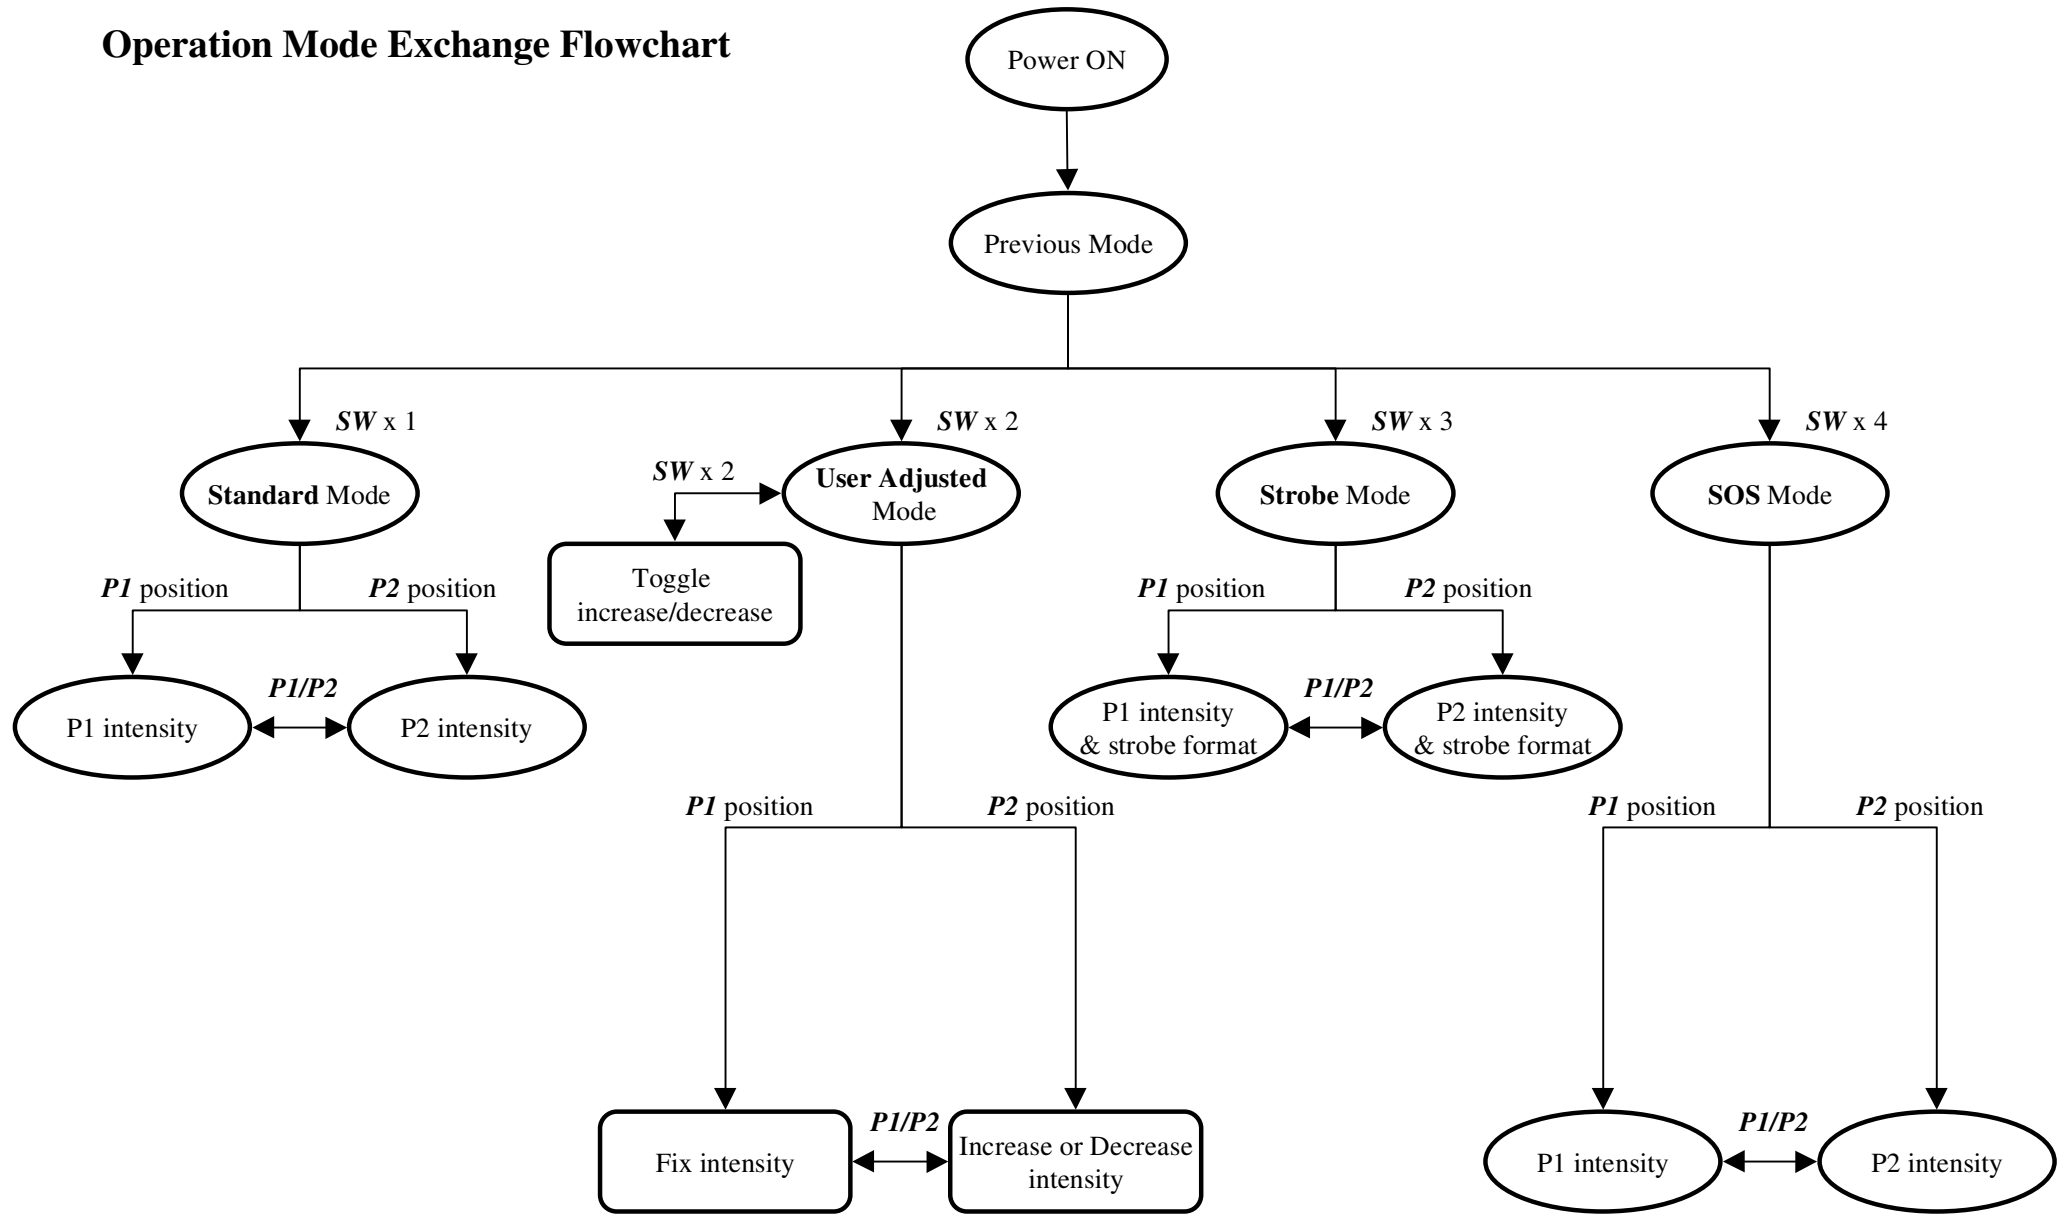 Operation Mode Exchange Flowchart
Power ON
Previous Mode
SW x 1
SW x 2
SW x 3
SW x 4
Standard Mode
SW x 2
User Adjusted
Mode
Strobe Mode
SOS Mode
Toggle
increase/decrease
P1 position
P2 position
P1 position
P2 position
P1 intensity
P1/P2
P2 intensity
P1 intensity
& strobe format
P1/P2
P2 intensity
& strobe format
P1 position
P2 position
P1 position
P2 position
Fix intensity
P1/P2
Increase or Decrease
intensity
P1 intensity
P1/P2
P2 intensity